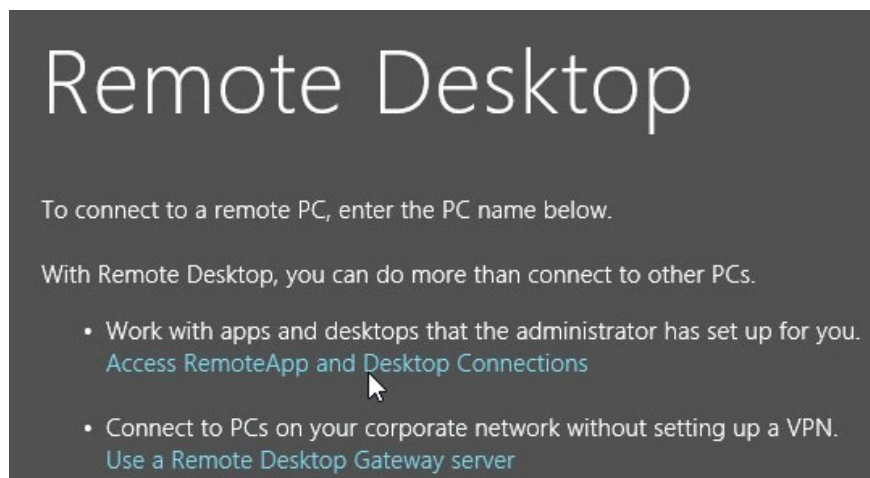 Remote Desktop
To connect to a remote PC, enter the PC name below.
With Remote Desktop, you can do more than connect to other PCs.
• Work with apps and desktops that the administrator has set up for you.
Access RemoteApp and Desktop Connections
• Connect to PCs on your corporate network without setting up a VPN.
Use a Remote Desktop Gateway server